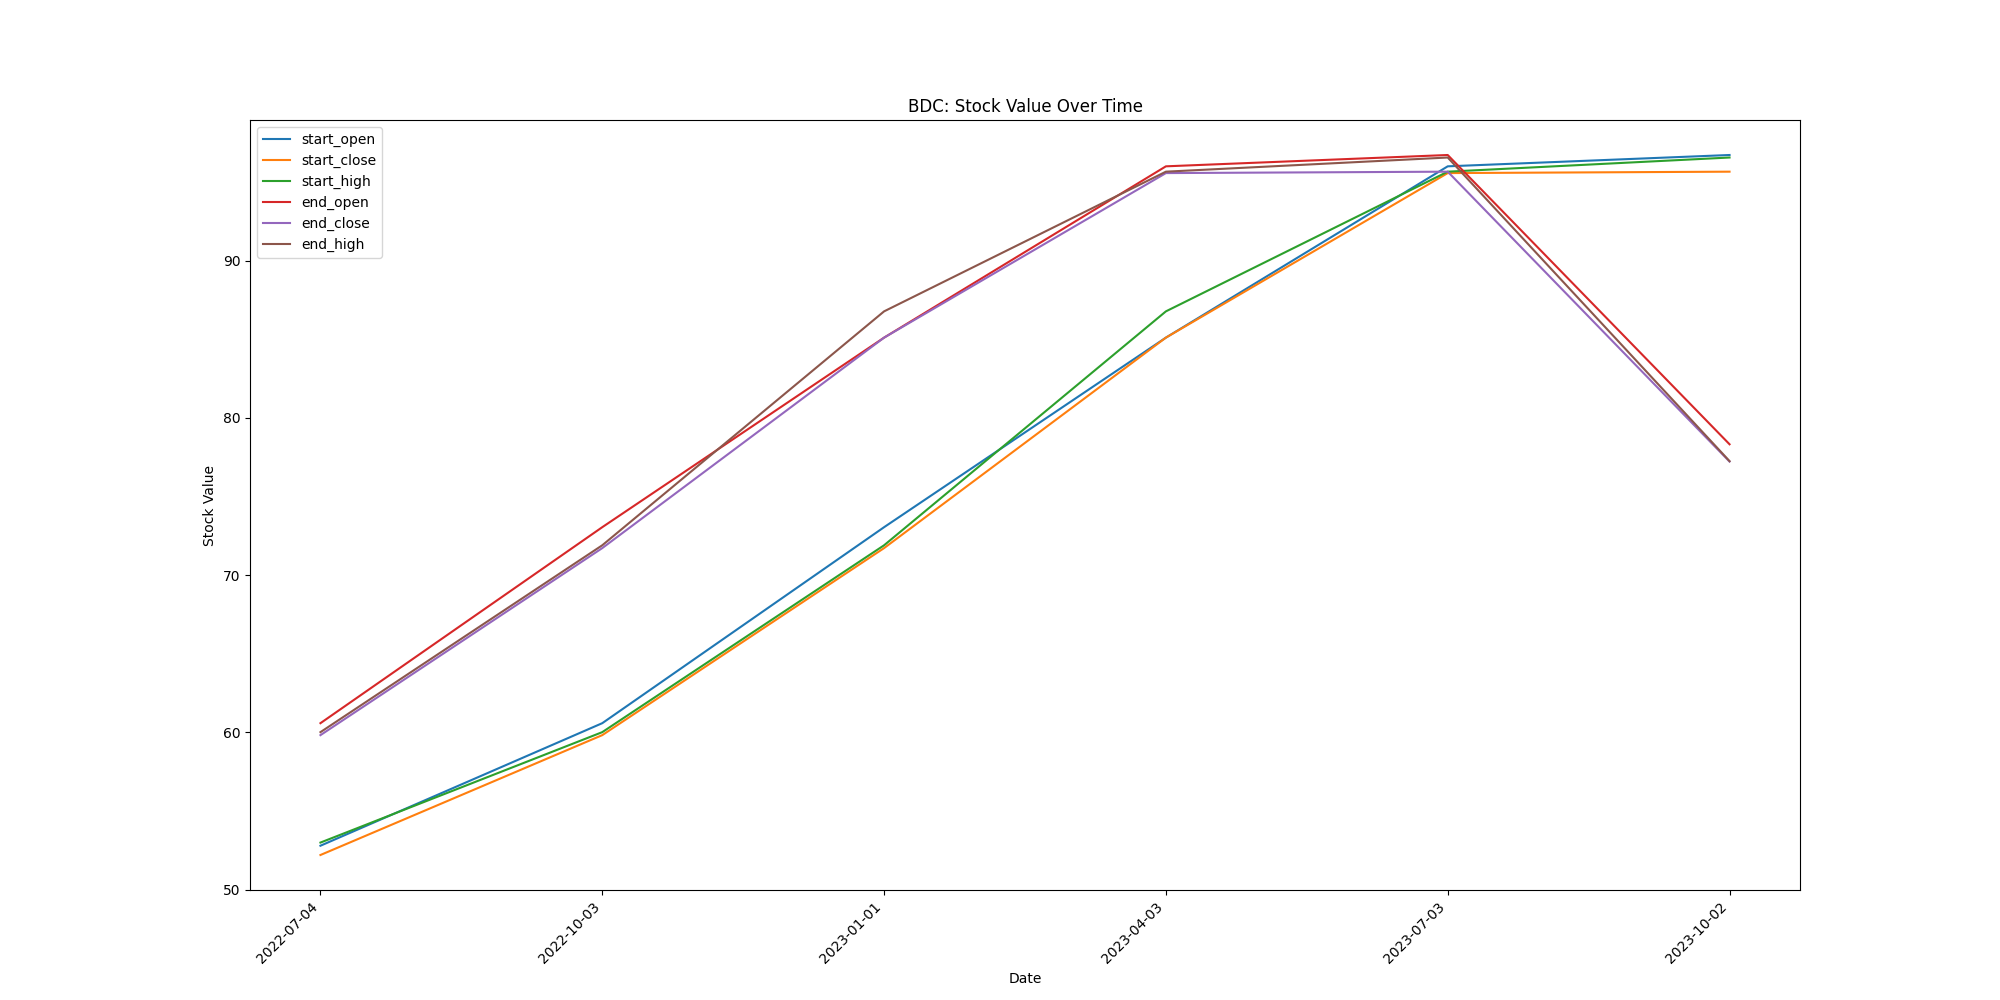 BDC: Stock Value Over Time
start_open
start_close
start_high
end_open
end_close
end_high
Stock Value
90
80
70
60
50
2022-07-04
2022-10-03
2023-01-01
2023-04-03
2023-07-03
2023-10-02
Date